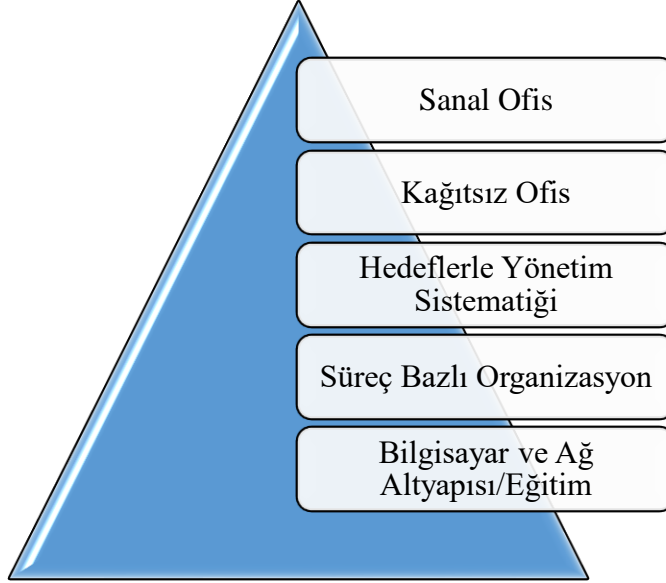 Sanal Ofis
Kağıtsız Ofis
Hedeflerle Yönetim
Sistematiği
Süreç Bazlı Organizasyon
Bilgisayar ve Ağ
Altyapısı/Eğitim